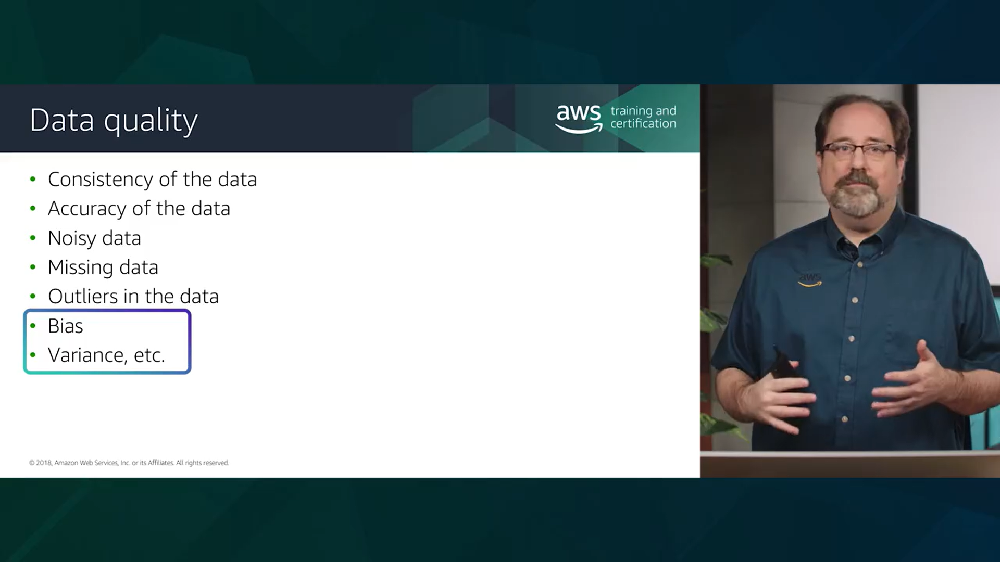 Data quality
aws training and
certification
• Consistency of the data
• Accuracy of the data
• Noisy data
• Missing data
• Outliers in the data
• Bias
• Variance, etc.
© 2018, Amazon Web Services, Inc. or its Affiliates. All rights reserved.
aws